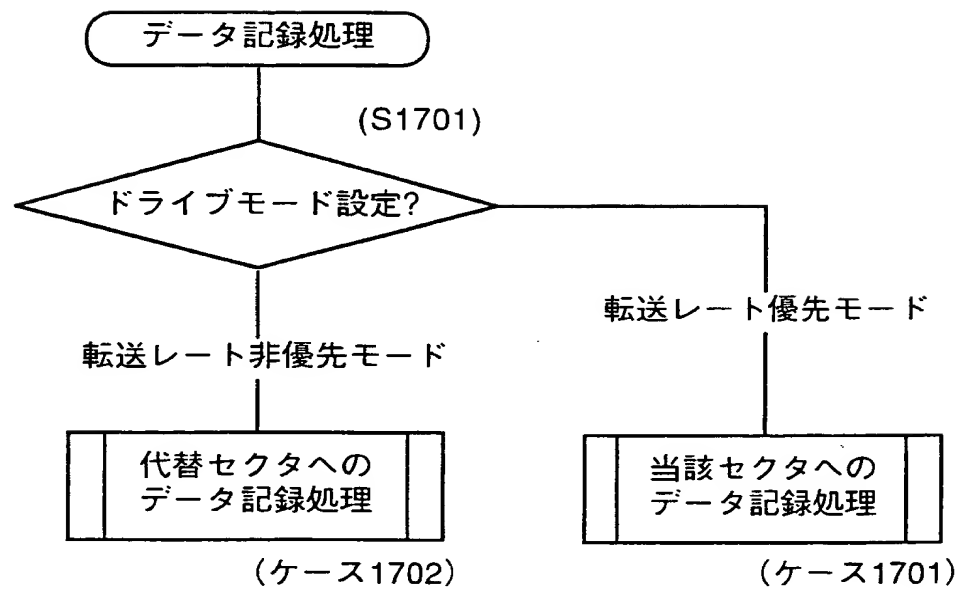 データ記録処理
(S1701)
ドライブモード設定?
転送レート優先モード
転送レート非優先モード
代替セクタへの
データ記録処理
(ケース1702)
当該セクタへの
データ記録処理
(ケース1701)